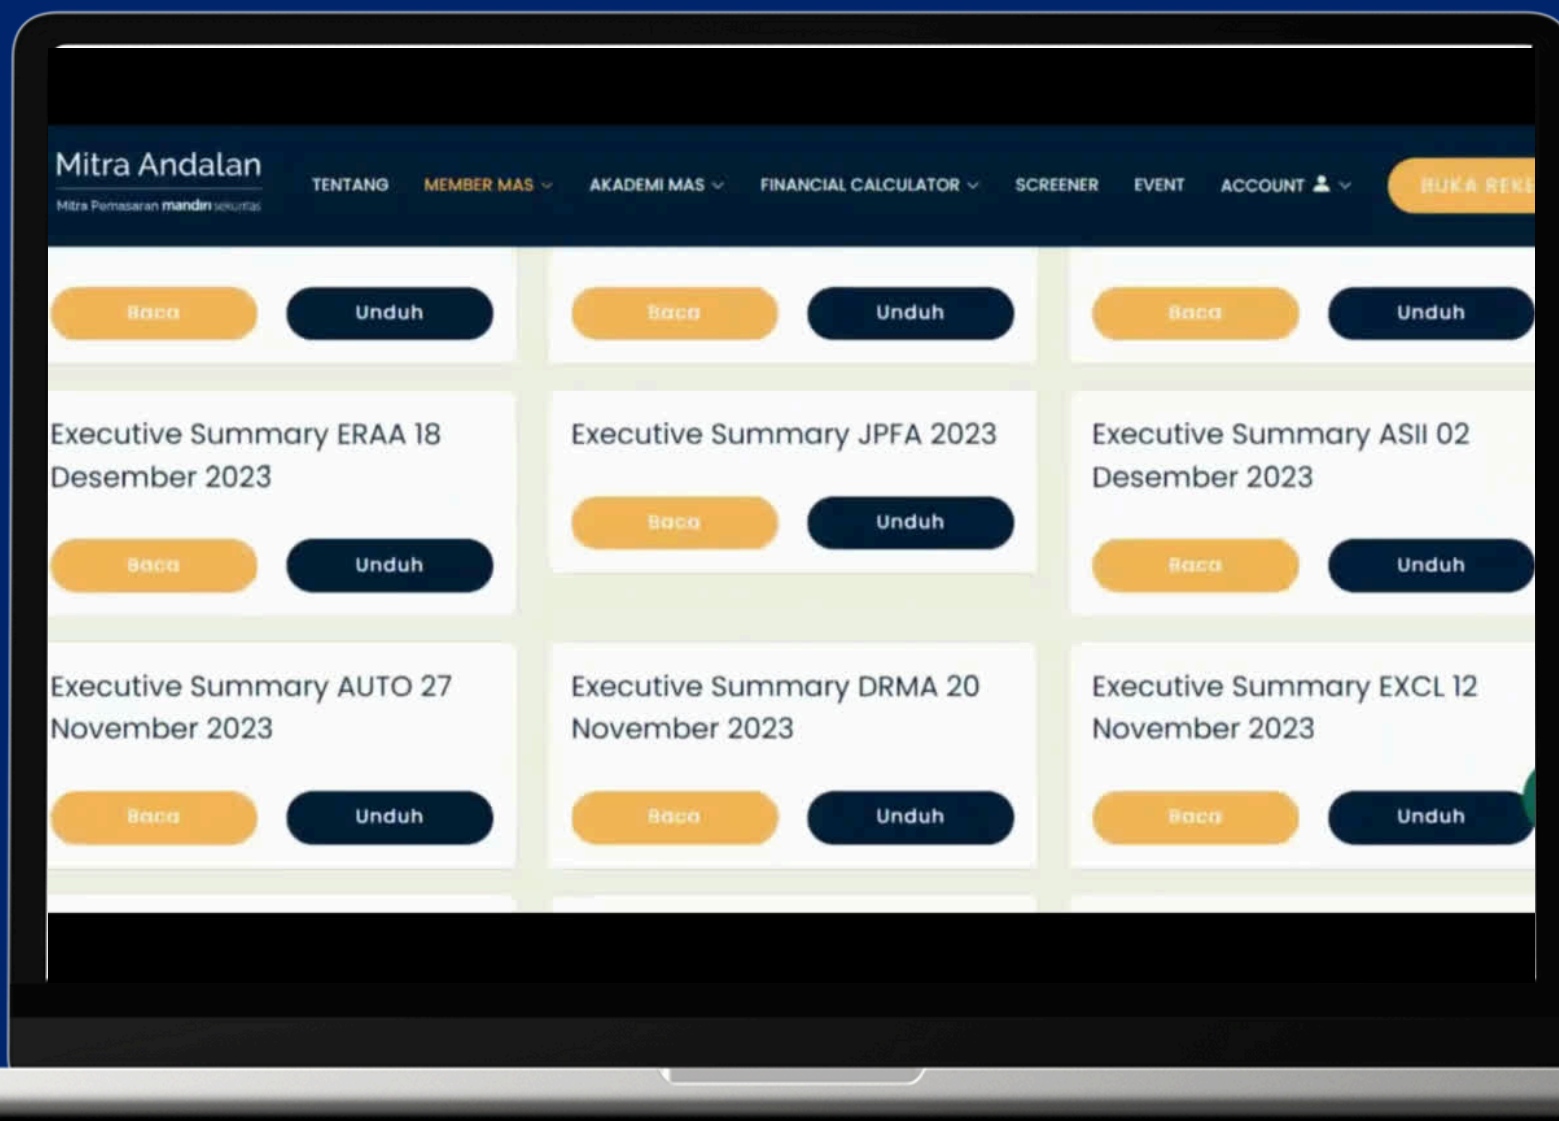 Mitra Andalan
Mitra Pemasaran mandiri sekuritas
TENTANG MEMBER MAS AKADEMI MAS FINANCIAL CALCULATOR SCREENER EVENT ACCOUNT BUKA REKE
Baca Unduh Baca Unduh Baca Unduh
Executive Summary ERAA 18
Desember 2023
Baca Unduh
Executive Summary JPFA 2023
Baca Unduh
Executive Summary ASII 02
Desember 2023
Baca Unduh
Executive Summary AUTO 27
November 2023
Baca Unduh
Executive Summary DRMA 20
November 2023
Baca Unduh
Executive Summary EXCL 12
November 2023
Baca Unduh